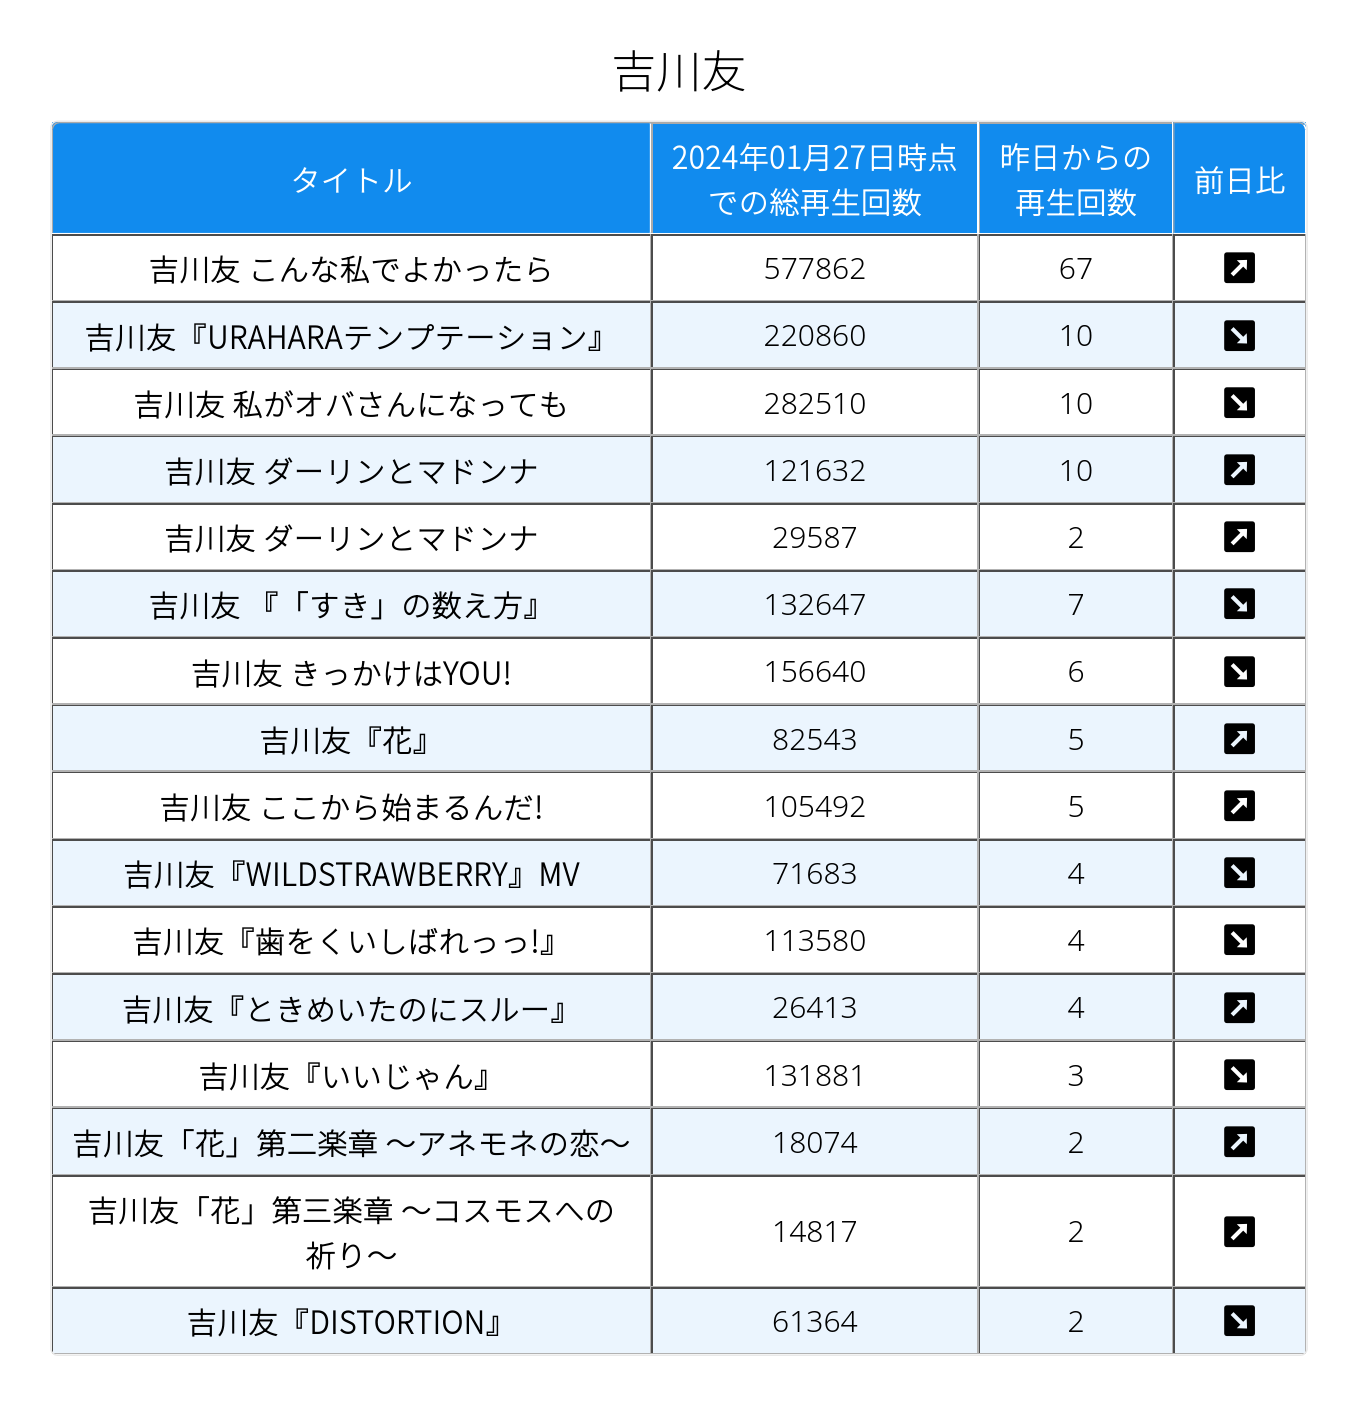 吉川友
タイトル
2024年01月27日時点
での総再生回数
昨日からの
再生回数
前日比
吉川友 こんな私でよかったら 577862 67 ↗
吉川友『URAHARAテンプテーション』 220860 10 ↘
吉川友 私がオバさんになっても 282510 10 ↘
吉川友 ダーリンとマドンナ 121632 10 ↗
吉川友 ダーリンとマドンナ 29587 2 ↗
吉川友 『「すき」の数え方』 132647 7 ↘
吉川友 きっかけはYOU! 156640 6 ↘
吉川友『花』 82543 5 ↗
吉川友 ここから始まるんだ! 105492 5 ↗
吉川友『WILDSTRAWBERRY』MV 71683 4 ↘
吉川友『歯をくいしばれっっ!』 113580 4 ↘
吉川友『ときめいたのにスルー』 26413 4 ↗
吉川友『いいじゃん』 131881 3 ↘
吉川友「花」第二楽章 〜アネモネの恋〜 18074 2 ↗
吉川友「花」第三楽章 〜コスモスへの
祈り〜 14817 2 ↗
吉川友『DISTORTION』 61364 2 ↘